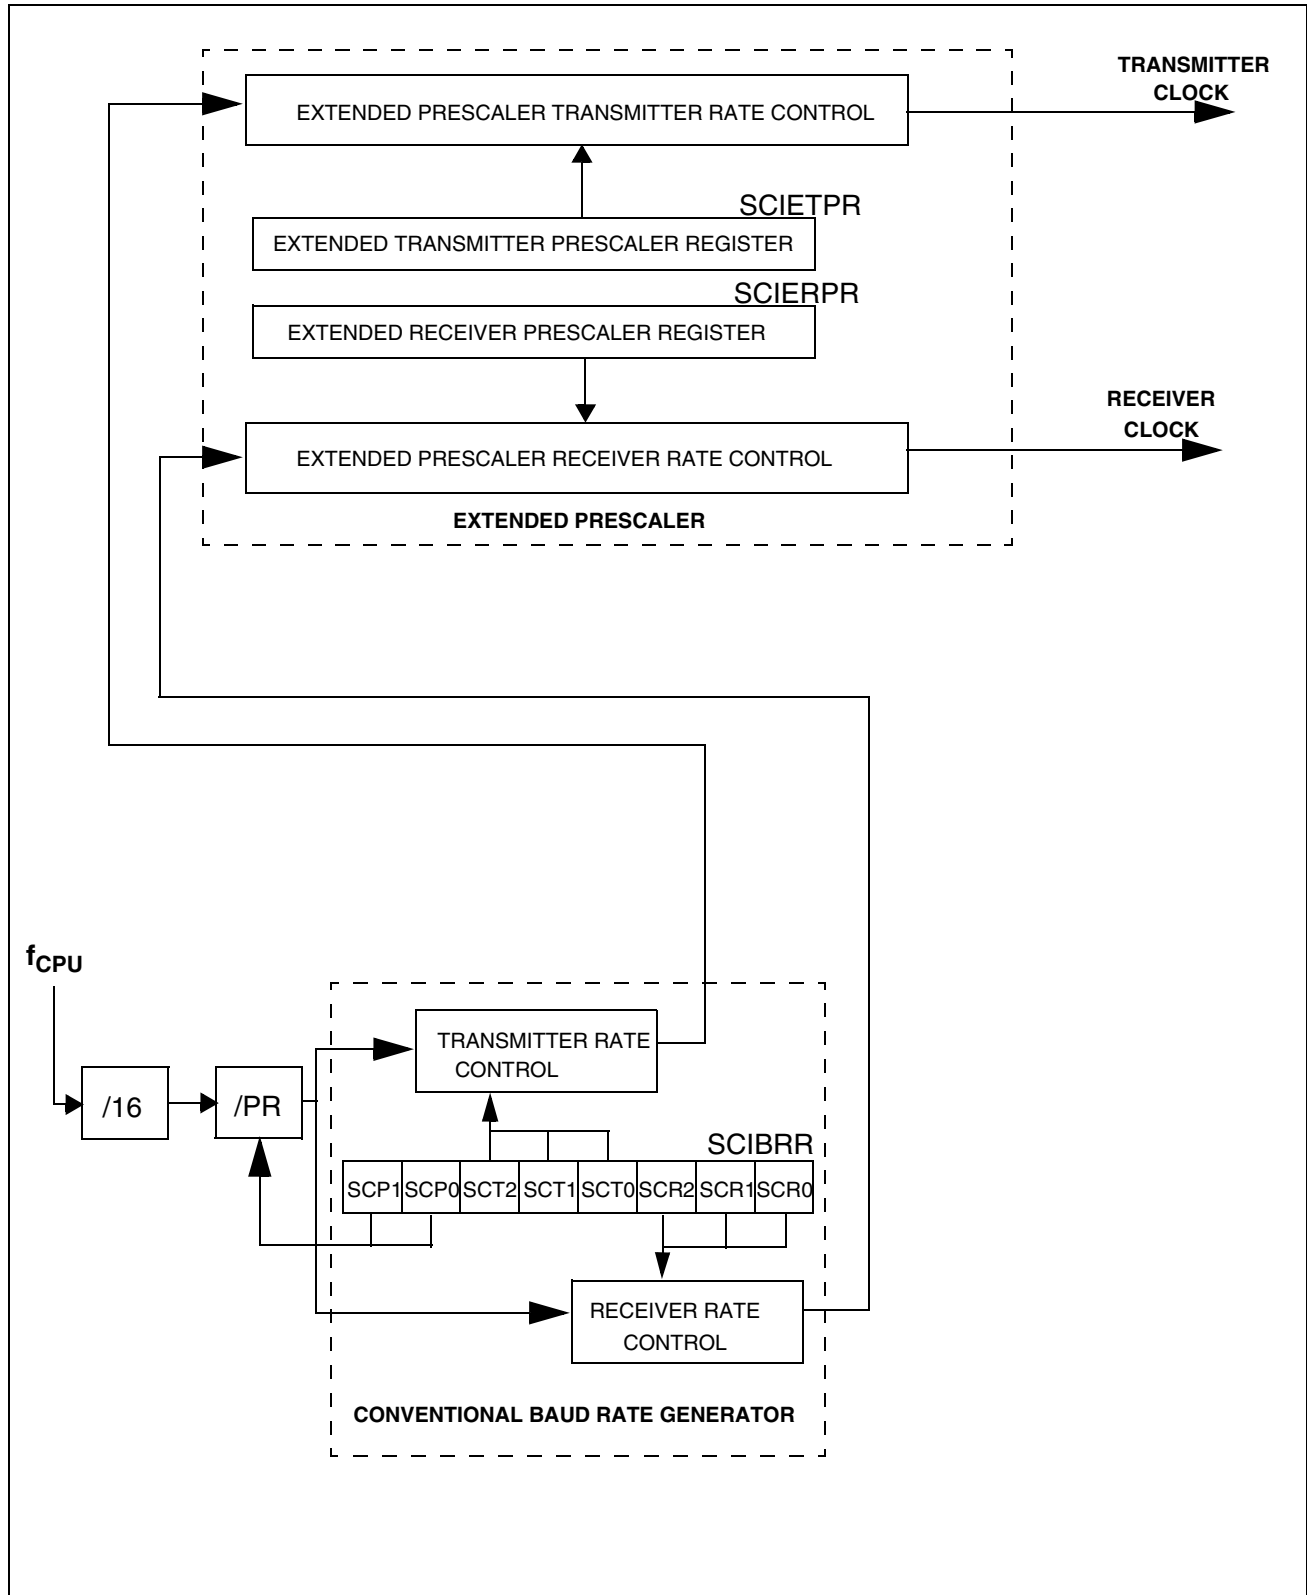 TRANSMITTER
CLOCK
EXTENDED PRESCALER TRANSMITTER RATE CONTROL
SCIETPR
EXTENDED TRANSMITTER PRESCALER REGISTER
SCIERPR
EXTENDED RECEIVER PRESCALER REGISTER
RECEIVER
CLOCK
EXTENDED PRESCALER RECEIVER RATE CONTROL
EXTENDED PRESCALER
fCPU
TRANSMITTER RATE
CONTROL
/16
/PR
SCIBRR
SCP1 SCP0 SCT2 SCT1 SCT0 SCR2 SCR1 SCR0
RECEIVER RATE
CONTROL
CONVENTIONAL BAUD RATE GENERATOR